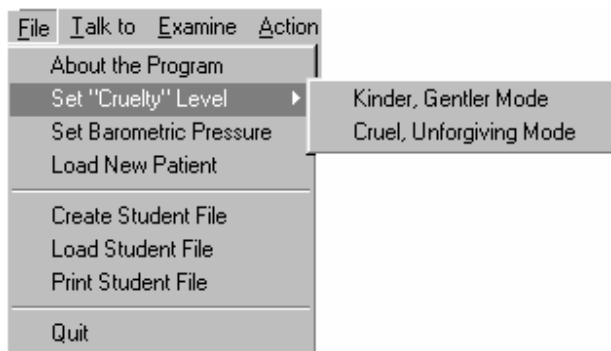 File Talk to Examine Action
About the Program
Set "Cruelty" Level
Kinder, Gentler Mode
Set Barometric Pressure
Cruel, Unforgiving Mode
Load New Patient
Create Student File
Load Student File
Print Student File
Quit